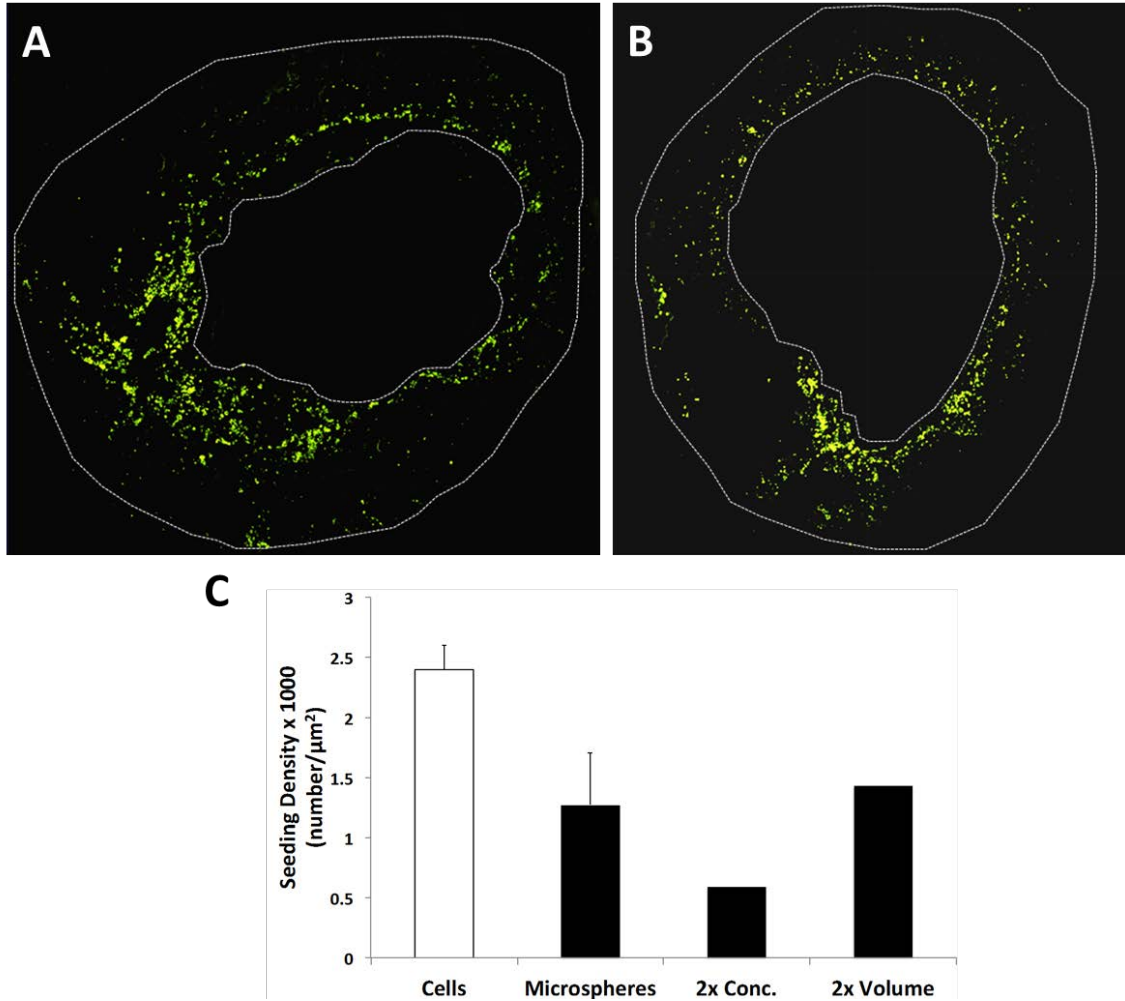 A
B
C
Seeding Density x 1000
(number/µm²)
3
2.5
2
1.5
1
0.5
0
Cells Microspheres 2x Conc. 2x Volume